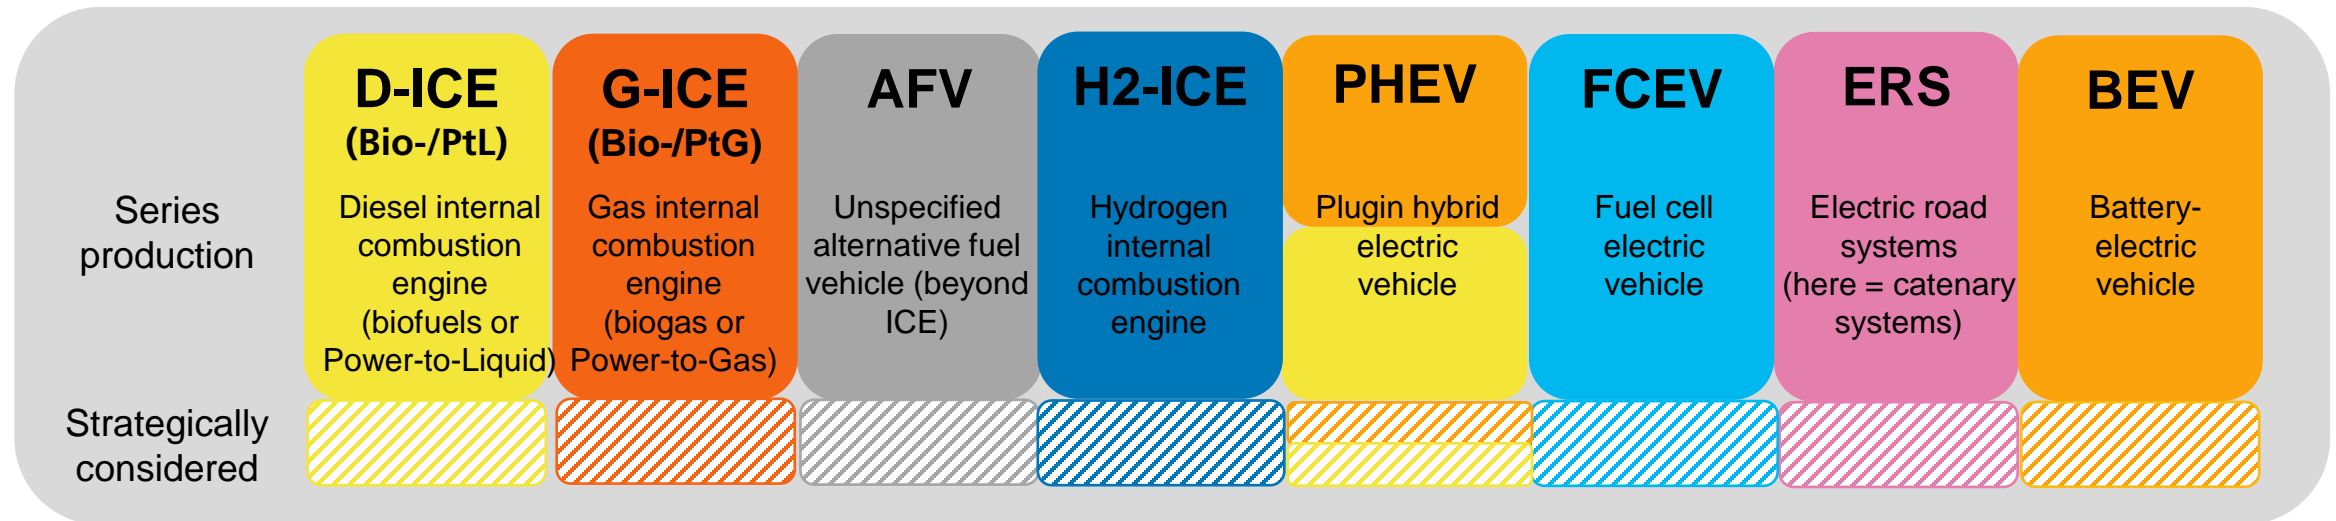 Series
production
Strategically
considered
D-ICE
(Bio-/PtL)
Diesel internal
combustion
engine
(biofuels or
Power-to-Liquid)
G-ICE
(Bio-/PtG)
Gas internal
combustion
engine
(biogas or
Power-to-Gas)
AFV
Unspecified
alternative fuel
vehicle (beyond
ICE)
H2-ICE
Hydrogen
internal
combustion
engine
PHEV
Plugin hybrid
electric
vehicle
FCEV
Fuel cell
electric
vehicle
ERS
Electric road
systems
(here = catenary
systems)
BEV
Battery-
electric
vehicle